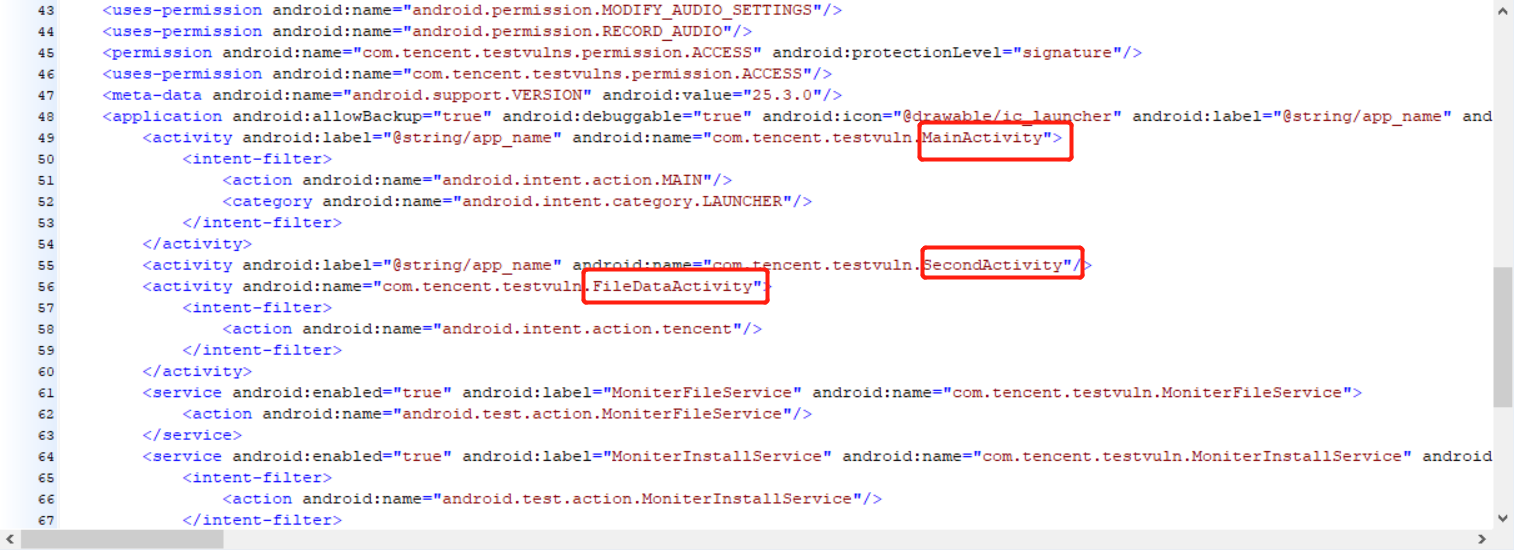 43 <uses-permission android:name="android.permission.MODIFY_AUDIO_SETTINGS"/>
44 <uses-permission android:name="android.permission.RECORD_AUDIO"/>
45 <permission android:name="com.tencent.testvulns.permission.ACCESS" android:protectionLevel="signature"/>
46 <uses-permission android:name="com.tencent.testvulns.permission.ACCESS"/>
47 <meta-data android:name="android.support.VERSION" android:value="25.3.0"/>
48 <application android:allowBackup="true" android:debuggable="true" android:icon="@drawable/ic_launcher" android:label="@string/app_name" and
49 <activity android:label="@string/app_name" android:name="com.tencent.testvuln.MainActivity">
50 <intent-filter>
51 <action android:name="android.intent.action.MAIN"/>
52 <category android:name="android.intent.category.LAUNCHER"/>
53 </intent-filter>
54 </activity>
55 <activity android:label="@string/app_name" android:name="com.tencent.testvuln.SecondActivity"/>
56 <activity android:name="com.tencent.testvuln.FileDataActivity">
57 <intent-filter>
58 <action android:name="android.intent.action.tencent"/>
59 </intent-filter>
60 </activity>
61 <service android:enabled="true" android:label="MoniterFileService" android:name="com.tencent.testvuln.MoniterFileService">
62 <action android:name="android.test.action.MoniterFileService"/>
63 </service>
64 <service android:enabled="true" android:label="MoniterInstallService" android:name="com.tencent.testvuln.MoniterInstallService" android
65 <intent-filter>
66 <action android:name="android.test.action.MoniterInstallService"/>
67 </intent-filter>